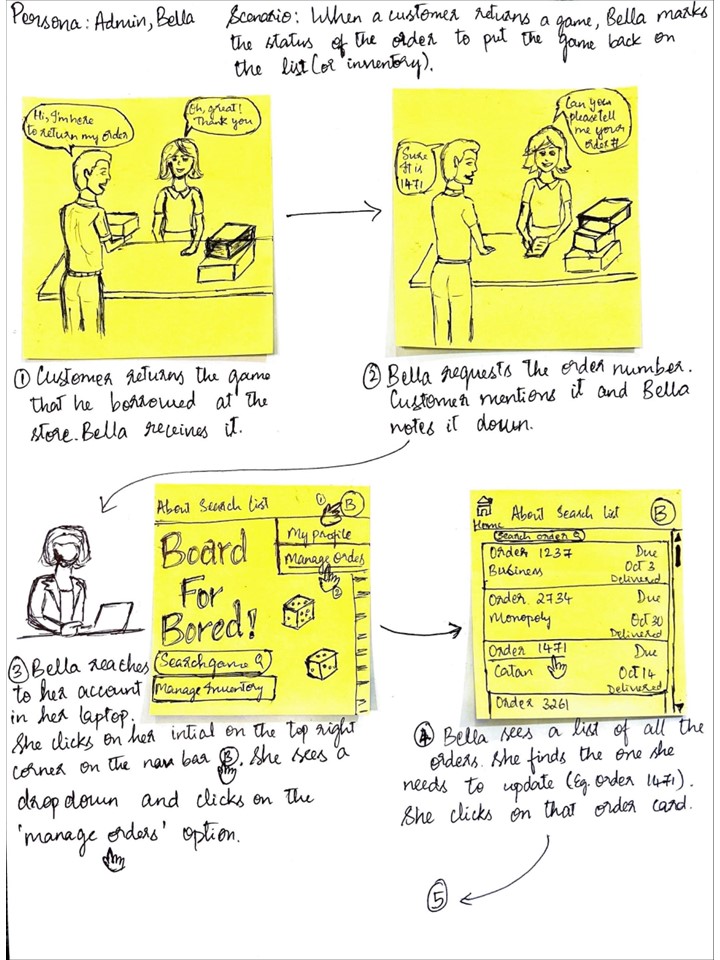 Persona: Admin, Bella
Scenario: When a customer returns a game, Bella marks
the status of the order to put the game back on
the list (or inventory).
Hi, I'm here
to return my order
Oh, great!
Thank you
Sure
It is
1471
Can you
please tell
me your
order #
① Customer returns the game
that he borrowed at the
store. Bella receives it.
② Bella requests the order number.
Customer mentions it and Bella
notes it down.
About Search List
① B
My profile
Manage Order
②
Board
For
Bored!
Search game
Manage Inventory
Home
About Search List
B
Search order
Order 1237 Due
Business Oct 3
Delivered
Order 2734 Due
Monopoly Oct 30
Delivered
Order 1471 Due
Catan Oct 14
Delivered
Order 3261
③ Bella reaches
to her account
in her laptop.
She clicks on her intial on the top right
corner on the nav bar B. She sees a
dropdown and clicks on the
'manage orders' option.
④ Bella sees a list of all the
orders. She finds the one she
needs to update (Eg. order 1471).
She clicks on that order card.
⑤